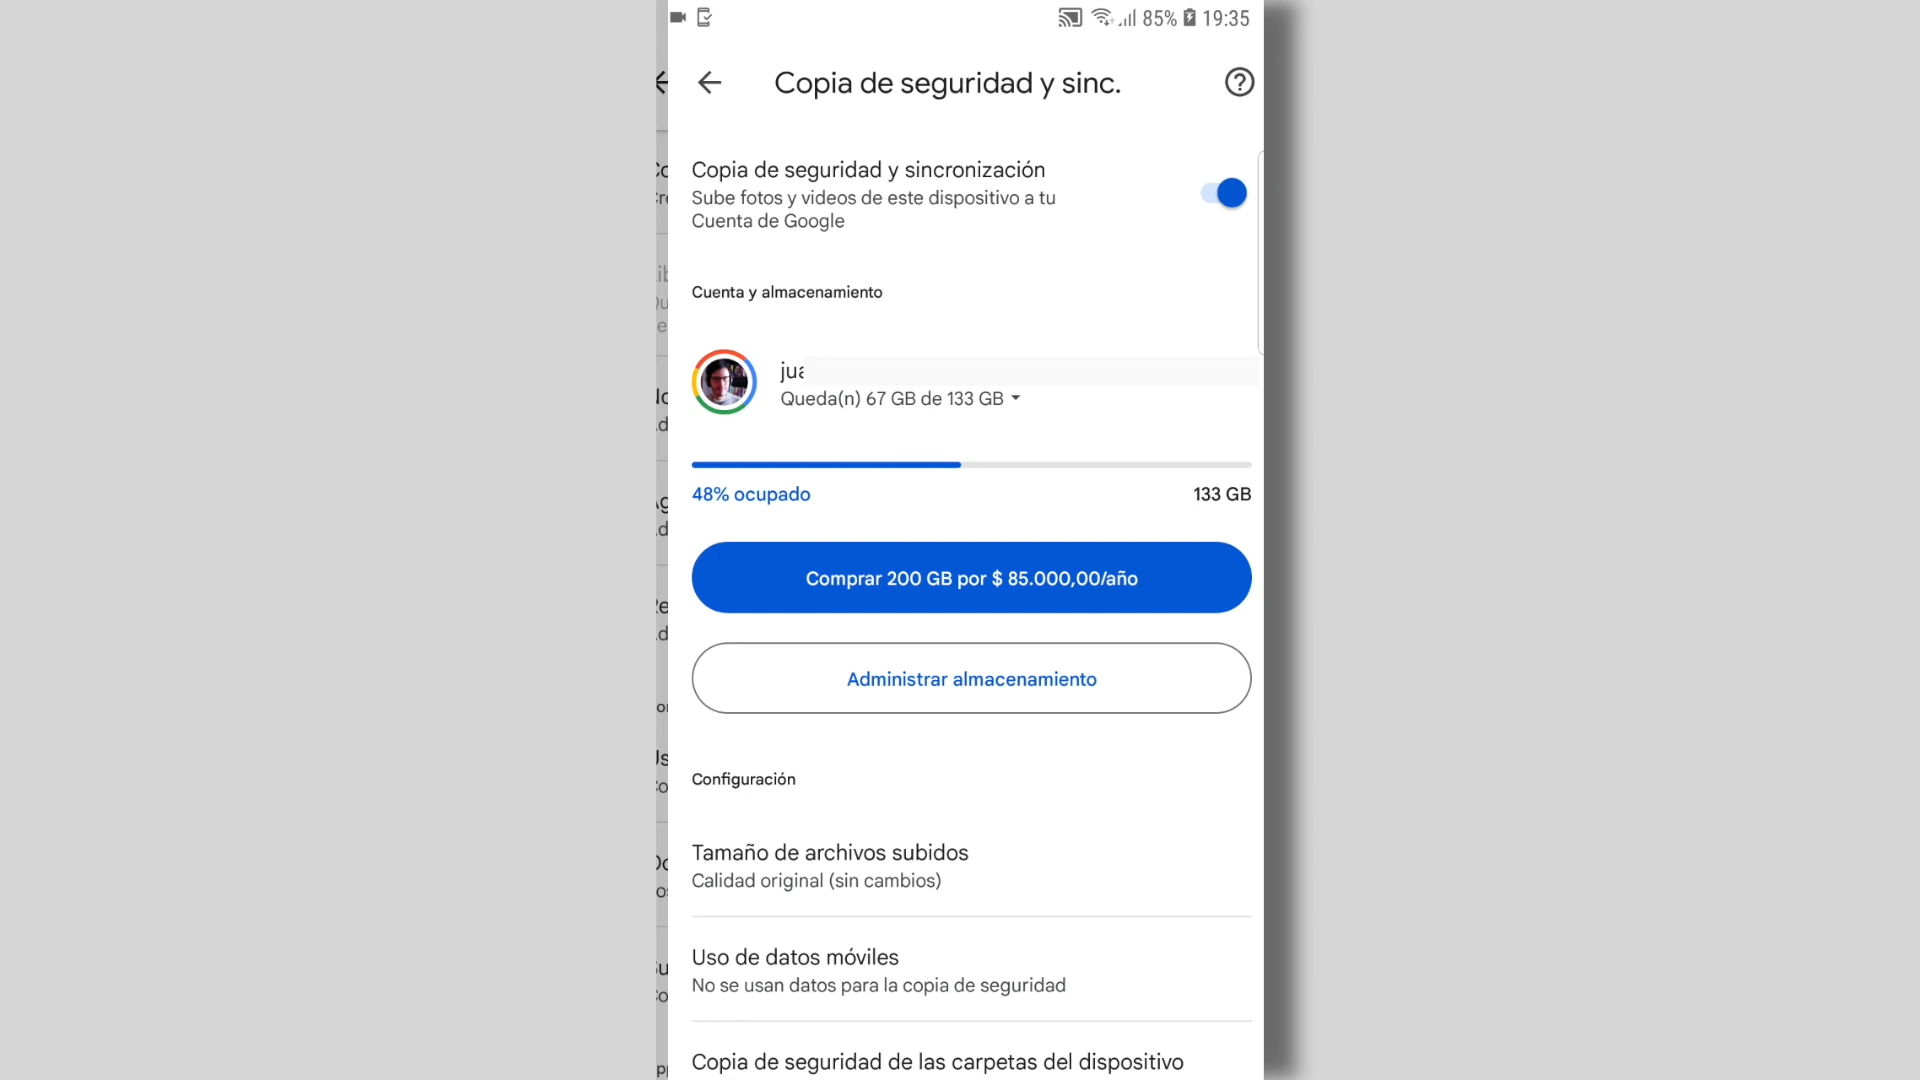 85% 19:35
Copia de seguridad y sinc.
Copia de seguridad y sincronización
Sube fotos y videos de este dispositivo a tu
Cuenta de Google
Cuenta y almacenamiento
jua
Queda(n) 67 GB de 133 GB
48% ocupado 133 GB
Comprar 200 GB por $ 85.000,00/año
Administrar almacenamiento
Configuración
Tamaño de archivos subidos
Calidad original (sin cambios)
Uso de datos móviles
No se usan datos para la copia de seguridad
Copia de seguridad de las carpetas del dispositivo